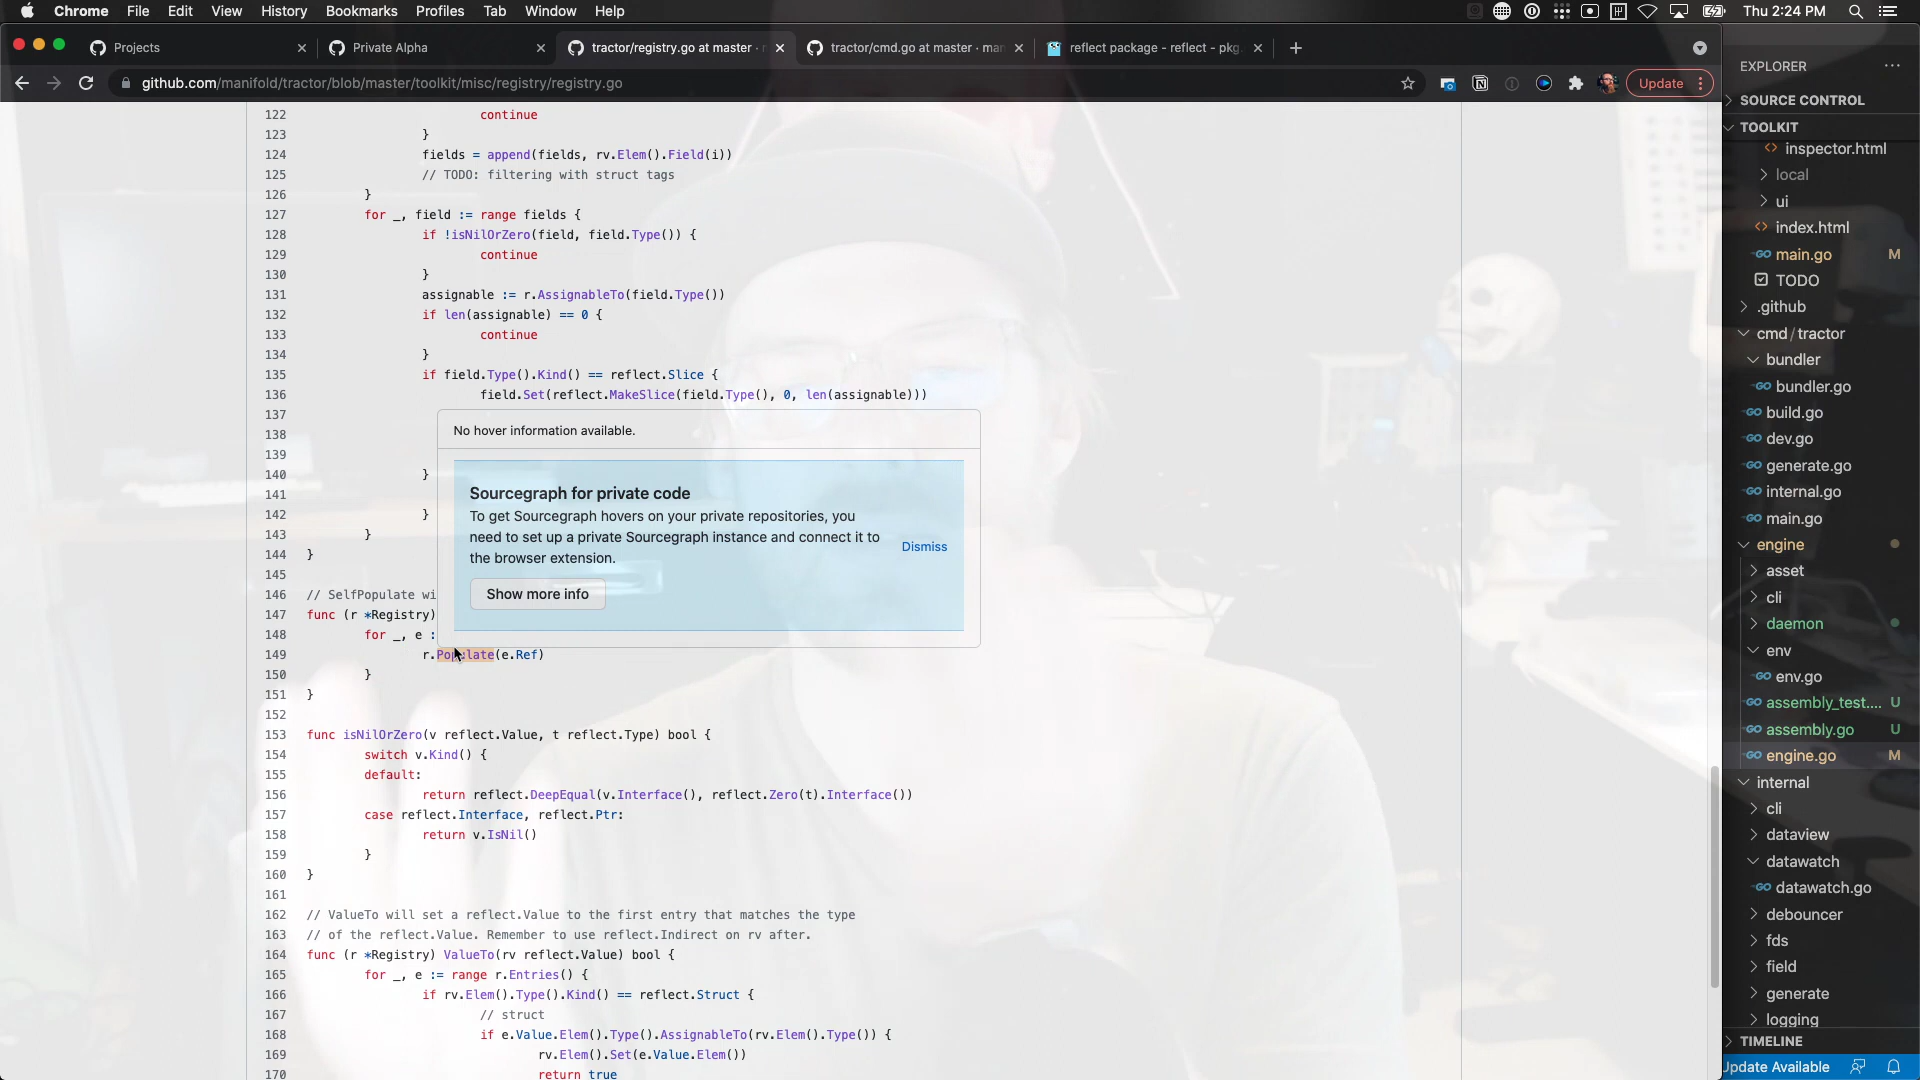 Chrome File Edit View History Bookmarks Profiles Tab Window Help Thu 2:24 PM
Projects Private Alpha tractor/registry.go at master · tractor/cmd.go at master · man reflect package - reflect - pkg.
github.com/manifold/tractor/blob/master/toolkit/misc/registry/registry.go Update
122 continue
123 }
124 fields = append(fields, rv.Elem().Field(i))
125 // TODO: filtering with struct tags
126 }
127 for _, field := range fields {
128 if !isNilOrZero(field, field.Type()) {
129 continue
130 }
131 assignable := r.AssignableTo(field.Type())
132 if len(assignable) == 0 {
133 continue
134 }
135 if field.Type().Kind() == reflect.Slice {
136 field.Set(reflect.MakeSlice(field.Type(), 0, len(assignable)))
137
138
139
140 }
141
142 }
143 }
144 }
145
146 // SelfPopulate wi
147 func (r *Registry)
148 for _, e :
149 r.Populate(e.Ref)
150 }
151 }
152
153 func isNilOrZero(v reflect.Value, t reflect.Type) bool {
154 switch v.Kind() {
155 default:
156 return reflect.DeepEqual(v.Interface(), reflect.Zero(t).Interface())
157 case reflect.Interface, reflect.Ptr:
158 return v.IsNil()
159 }
160 }
161
162 // ValueTo will set a reflect.Value to the first entry that matches the type
163 // of the reflect.Value. Remember to use reflect.Indirect on rv after.
164 func (r *Registry) ValueTo(rv reflect.Value) bool {
165 for _, e := range r.Entries() {
166 if rv.Elem().Type().Kind() == reflect.Struct {
167 // struct
168 if e.Value.Elem().Type().AssignableTo(rv.Elem().Type()) {
169 rv.Elem().Set(e.Value.Elem())
170 return true
No hover information available.
Sourcegraph for private code
To get Sourcegraph hovers on your private repositories, you
need to set up a private Sourcegraph instance and connect it to
the browser extension.
Dismiss
Show more info
EXPLORER
SOURCE CONTROL
TOOLKIT
inspector.html
local
ui
index.html
main.go M
TODO
.github
cmd / tractor
bundler
bundler.go
build.go
dev.go
generate.go
internal.go
main.go
engine
asset
cli
daemon
env
env.go
assembly_test.... U
assembly.go U
engine.go M
internal
cli
dataview
datawatch
datawatch.go
debouncer
fds
field
generate
logging
TIMELINE
Update Available